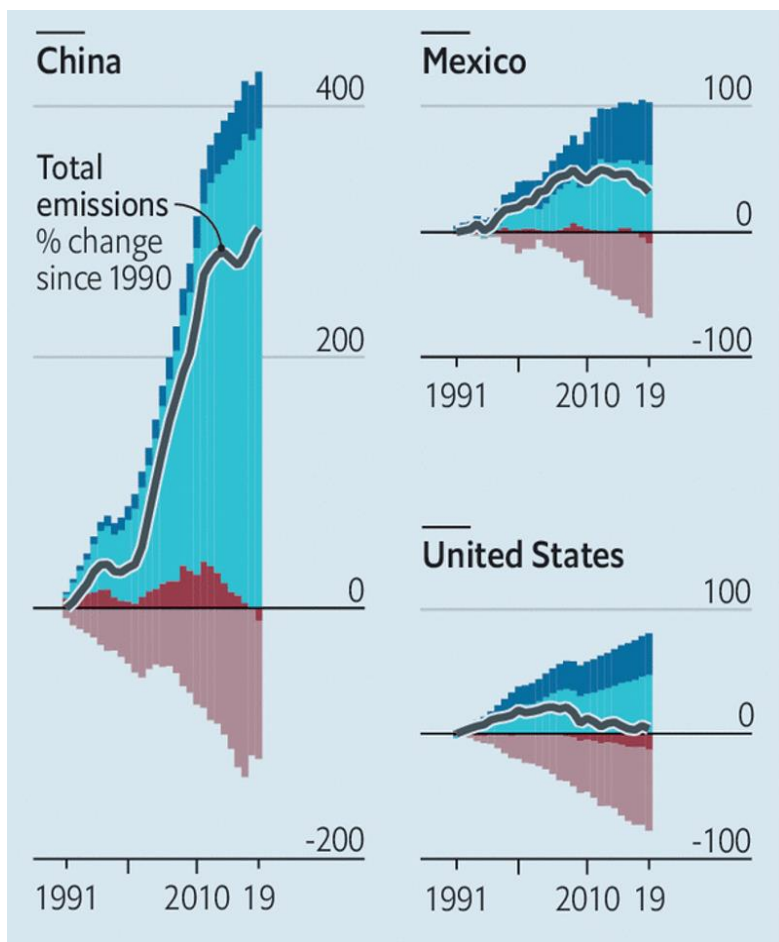 China
400
Total
emissions
% change
since 1990
200
0
-200
1991 2010 19
Mexico
100
0
-100
1991 2010 19
United States
100
0
-100
1991 2010 19